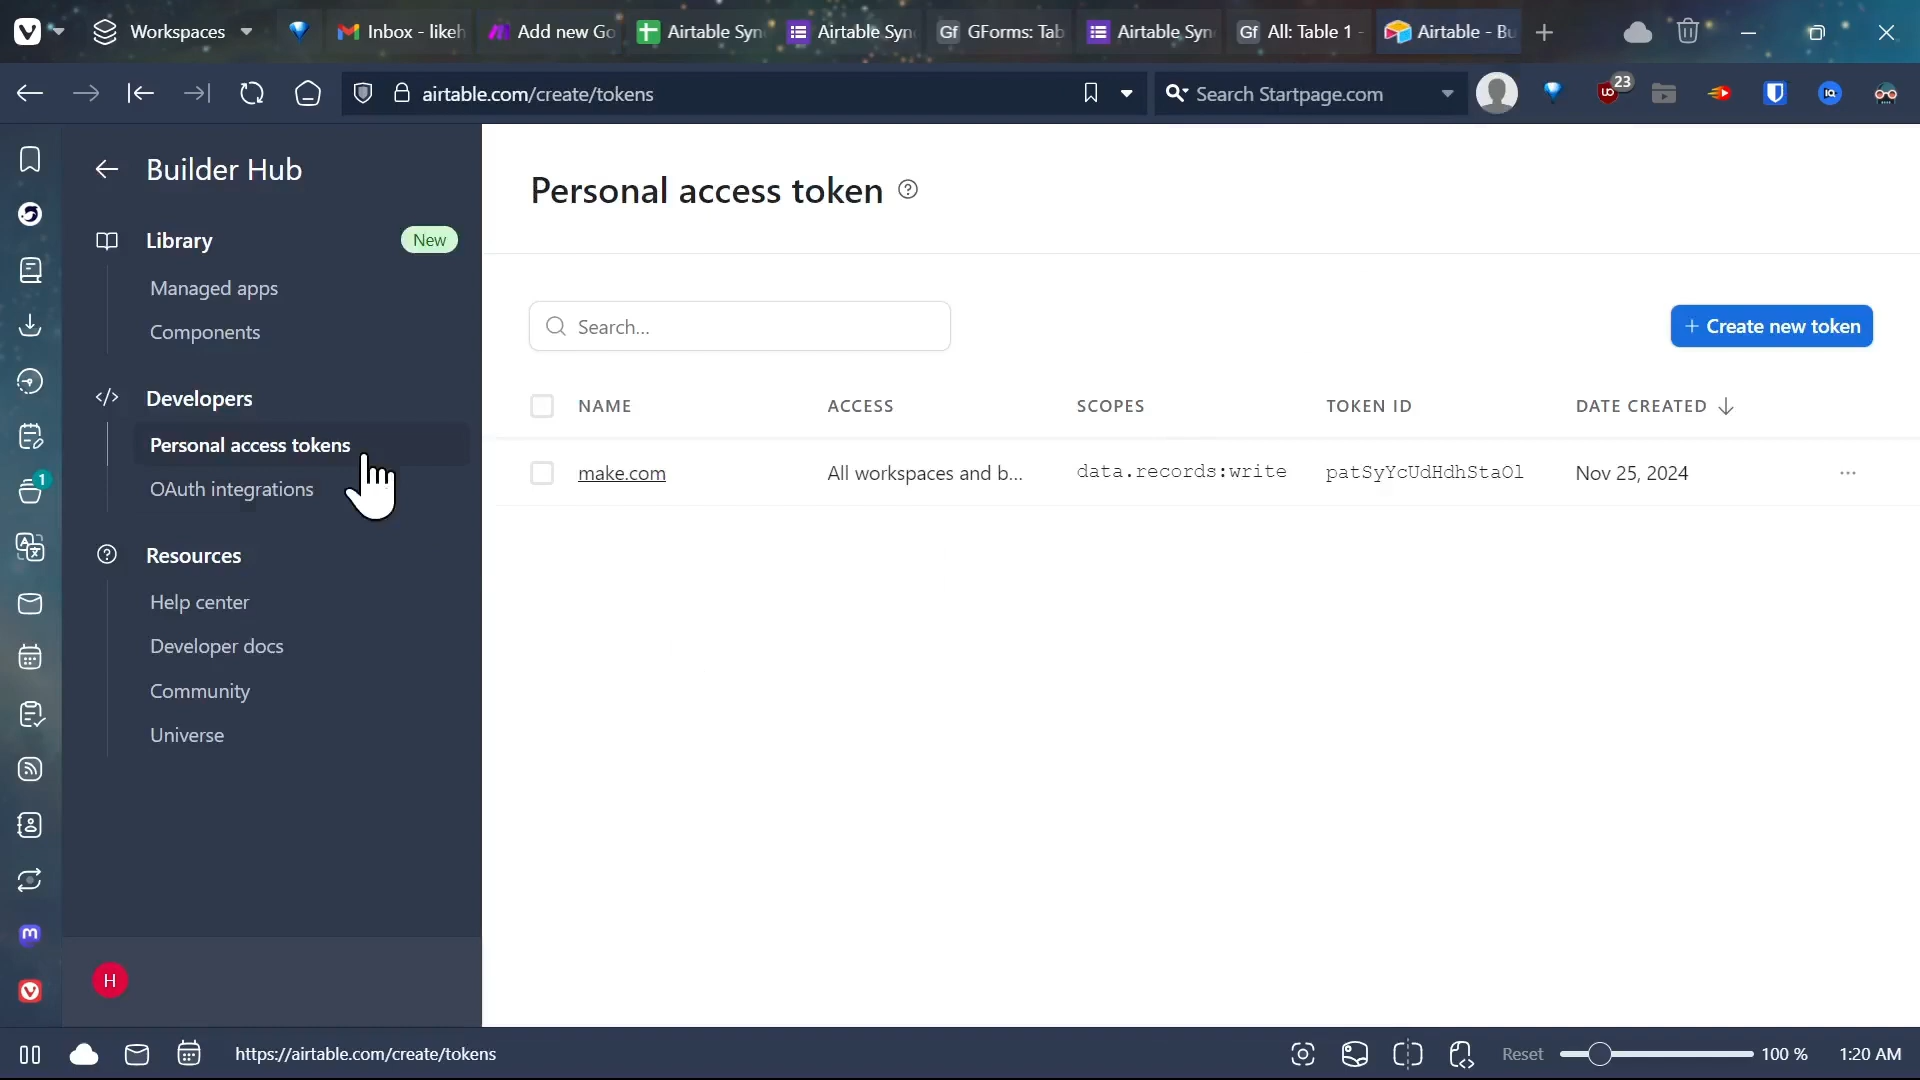 Workspaces
Inbox - likeh
Add new Go
Airtable Syn
Airtable Syn
Gf GForms: Tab
Airtable Syn
Gf All: Table 1 -
Airtable - Bu
airtable.com/create/tokens
Search Startpage.com
23
Builder Hub
Library
New
Managed apps
Components
Developers
Personal access tokens
OAuth integrations
Resources
Help center
Developer docs
Community
Universe
H
1
Personal access token
Search...
+ Create new token
NAME ACCESS SCOPES TOKEN ID DATE CREATED
make.com All workspaces and b... data.records:write patSyYcUdHdhStaOl Nov 25, 2024
https://airtable.com/create/tokens
Reset
100 %
1:20 AM